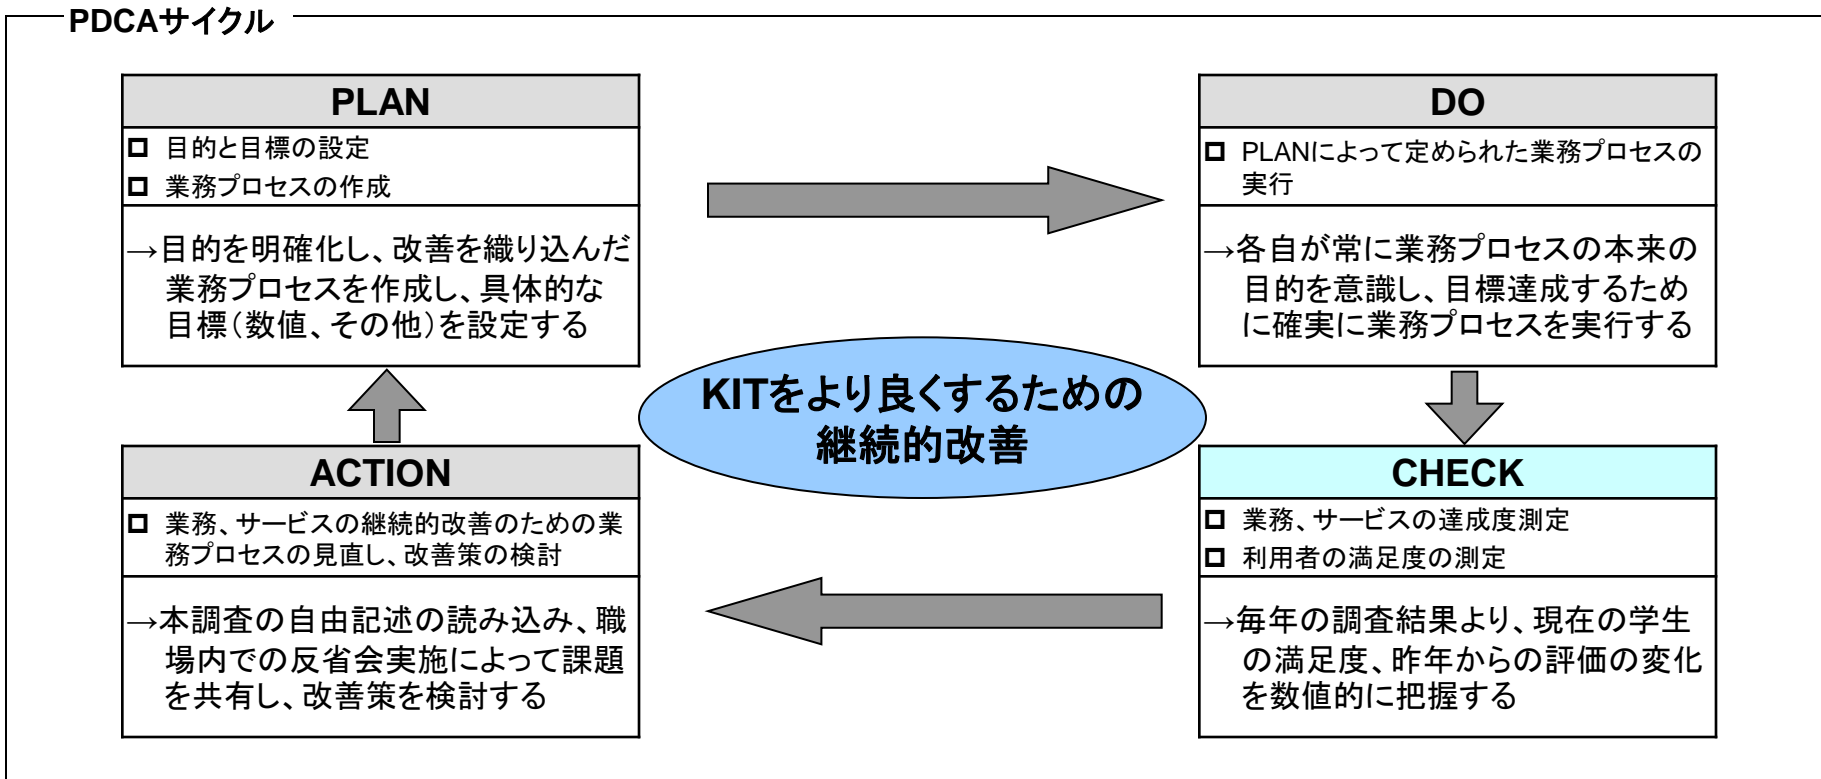 PDCAサイクル
PLAN
目的と目標の設定
業務プロセスの作成
→目的を明確化し、改善を織り込んだ
業務プロセスを作成し、具体的な
目標(数値、その他)を設定する
DO
PLANによって定められた業務プロセスの
実行
→各自が常に業務プロセスの本来の
目的を意識し、目標達成するため
に確実に業務プロセスを実行する
KITをより良くするための
継続的改善
ACTION
業務、サービスの継続的改善のための業
務プロセスの見直し、改善策の検討
→本調査の自由記述の読み込み、職
場内での反省会実施によって課題
を共有し、改善策を検討する
CHECK
業務、サービスの達成度測定
利用者の満足度の測定
→毎年の調査結果より、現在の学生
の満足度、昨年からの評価の変化
を数値的に把握する